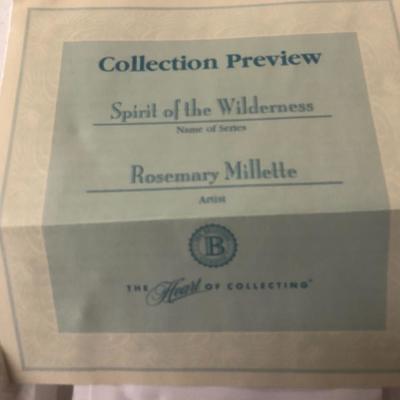 Collection Preview
Spirit of the Wilderness
Name of Series
Rosemary Millette
Artist
B
THE Heart OF COLLECTING®